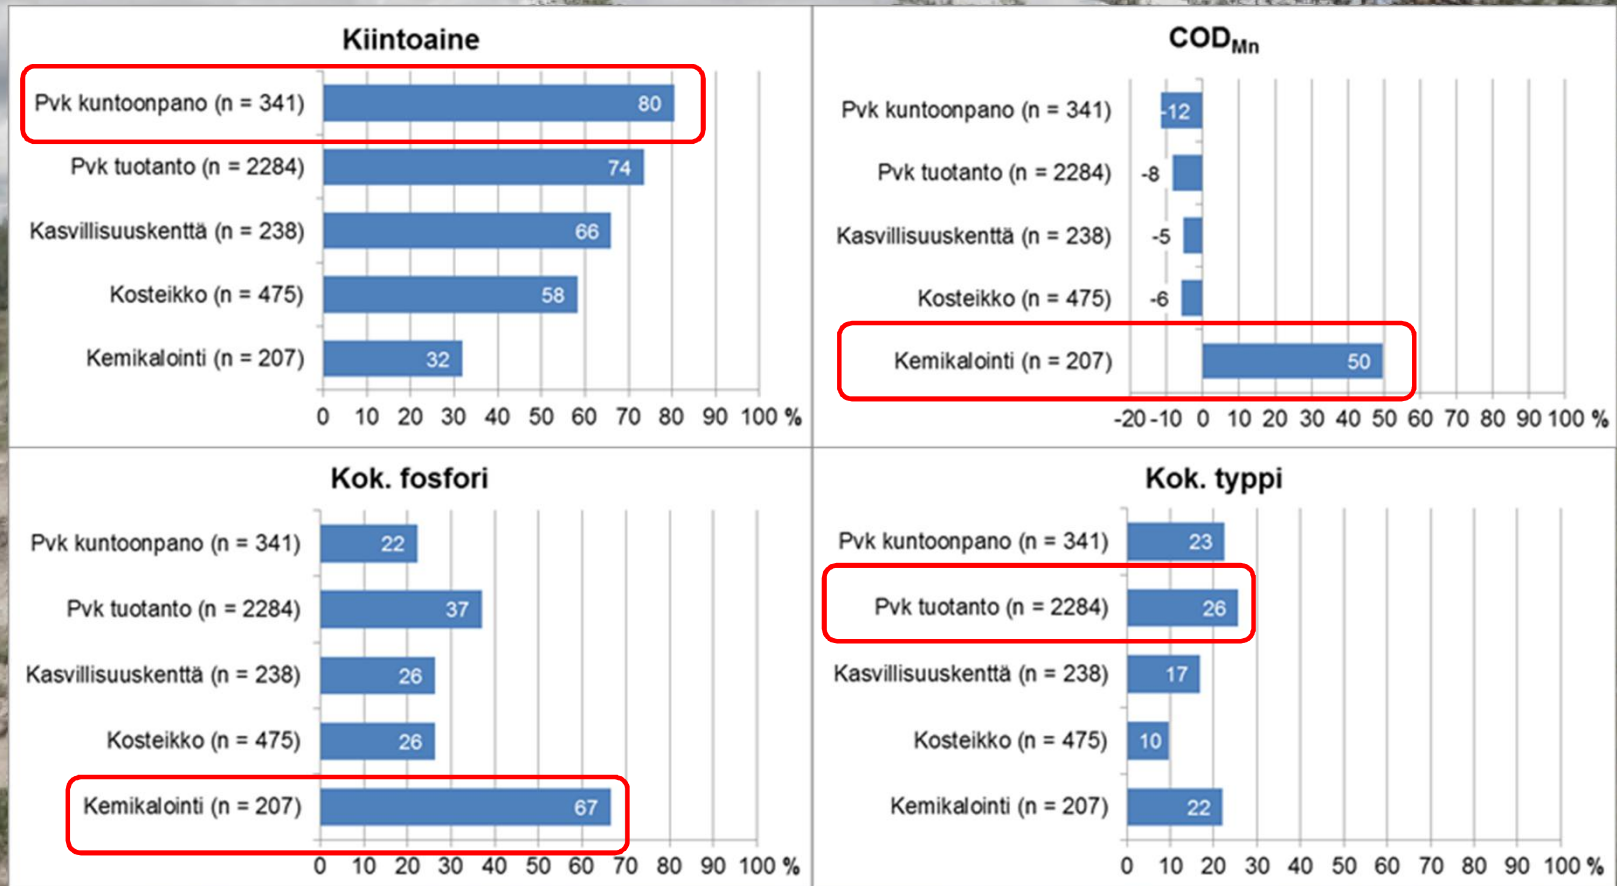 Kiintoaine
Pvk kuntoonpano (n = 341) 80
Pvk tuotanto (n = 2284) 74
Kasvillisuuskenttä (n = 238) 66
Kosteikko (n = 475) 58
Kemikalointi (n = 207) 32
0 10 20 30 40 50 60 70 80 90 100 %
COD Mn
Pvk kuntoonpano (n = 341) -12
Pvk tuotanto (n = 2284) -8
Kasvillisuuskenttä (n = 238) -5
Kosteikko (n = 475) -6
Kemikalointi (n = 207) 50
-20 -10 0 10 20 30 40 50 60 70 80 90 100 %
Kok. fosfori
Pvk kuntoonpano (n = 341) 22
Pvk tuotanto (n = 2284) 37
Kasvillisuuskenttä (n = 238) 26
Kosteikko (n = 475) 26
Kemikalointi (n = 207) 67
0 10 20 30 40 50 60 70 80 90 100 %
Kok. typpi
Pvk kuntoonpano (n = 341) 23
Pvk tuotanto (n = 2284) 26
Kasvillisuuskenttä (n = 238) 17
Kosteikko (n = 475) 10
Kemikalointi (n = 207) 22
0 10 20 30 40 50 60 70 80 90 100 %